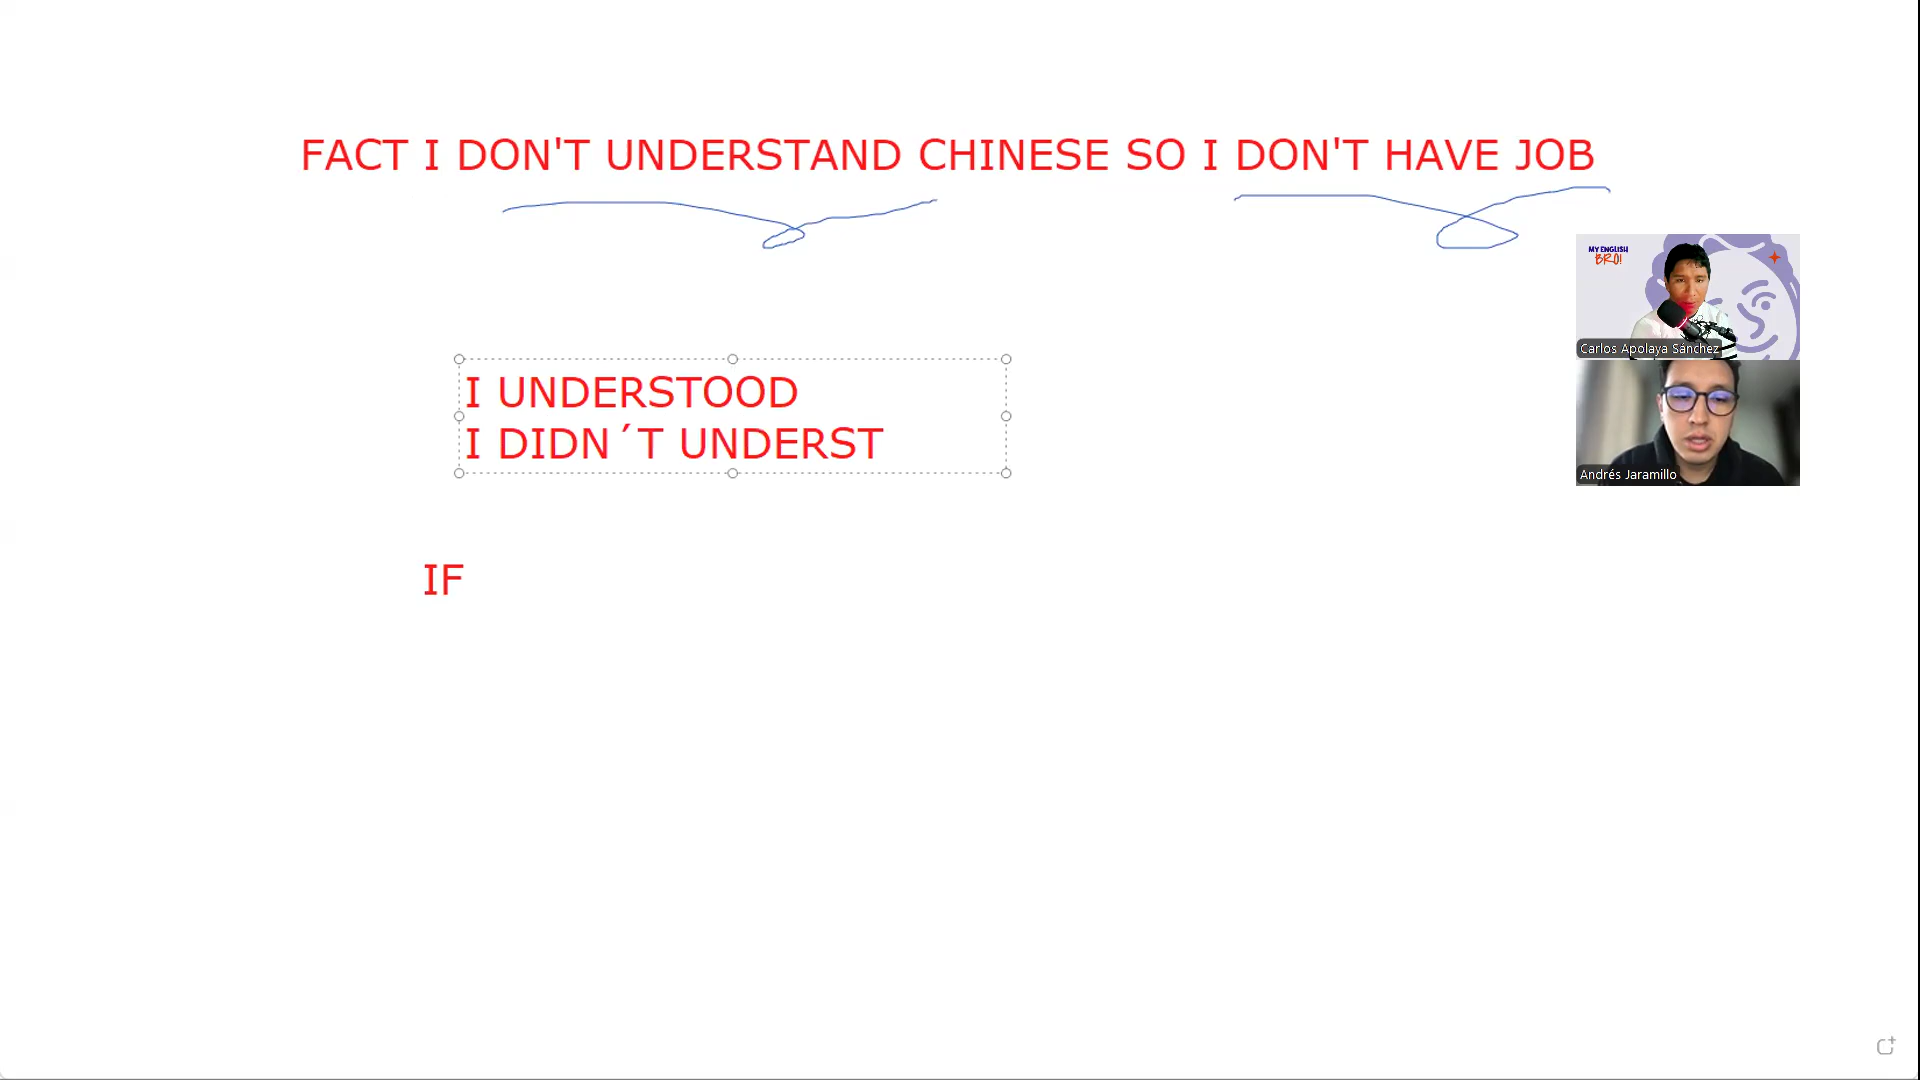 FACT I DON'T UNDERSTAND CHINESE SO I DON'T HAVE JOB
MY ENGLISH
BRO!
Carlos Apolaya Sánchez
I UNDERSTOOD
I DIDN´T UNDERST
Andrés Jaramillo
IF